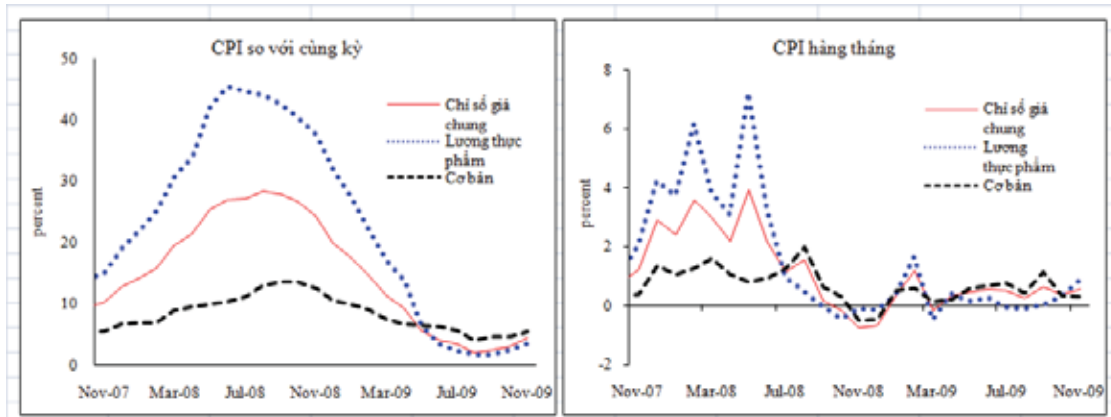 CPI so với cùng kỳ
50
40
30
20
10
0
percent
Chỉ số giá
chung
Lương thực
phẩm
Cơ bản
Nov-07 Mar-08 Jul-08 Nov-08 Mar-09 Jul-09 Nov-09
CPI hàng tháng
8
6
4
2
0
-2
percent
Chỉ số giá
chung
Lương
thực phẩm
Cơ bản
Nov-07 Mar-08 Jul-08 Nov-08 Mar-09 Jul-09 Nov-09